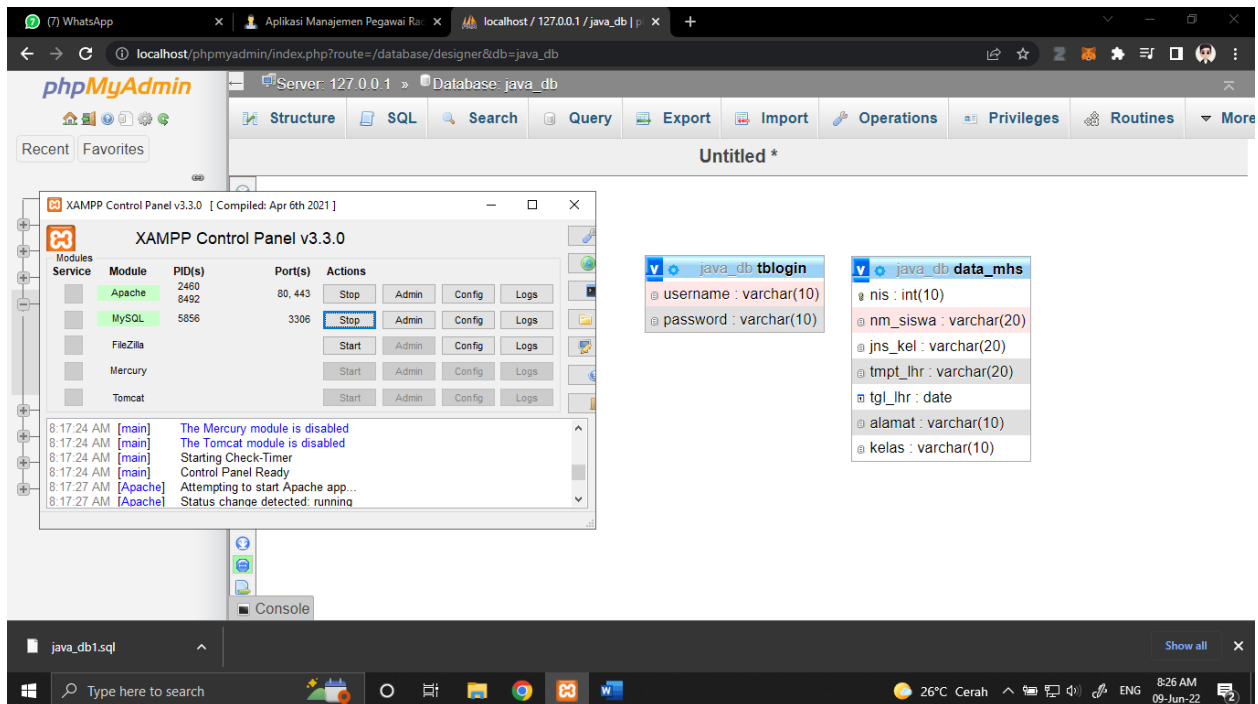 (7) WhatsApp
Aplikasi Manajemen Pegawai Rac
localhost / 127.0.0.1 / java_db | p
localhost/phpmyadmin/index.php?route=/database/designer&db=java_db
phpMyAdmin
Server: 127.0.0.1 » Database: java_db
Structure SQL Search Query Export Import Operations Privileges Routines More
Recent Favorites
Untitled *
XAMPP Control Panel v3.3.0 [ Compiled: Apr 6th 2021 ]
XAMPP Control Panel v3.3.0
Modules
Service Module PID(s) Port(s) Actions
Apache 2460 8492 80, 443 Stop Admin Config Logs
MySQL 5856 3306 Stop Admin Config Logs
FileZilla Start Admin Config Logs
Mercury Start Admin Config Logs
Tomcat Start Admin Config Logs
8:17:24 AM [main] The Mercury module is disabled
8:17:24 AM [main] The Tomcat module is disabled
8:17:24 AM [main] Starting Check-Timer
8:17:24 AM [main] Control Panel Ready
8:17:27 AM [Apache] Attempting to start Apache app...
8:17:27 AM [Apache] Status change detected: running
v java_db tblogin
username : varchar(10)
password : varchar(10)
v java_db data_mhs
nis : int(10)
nm_siswa : varchar(20)
jns_kel : varchar(20)
tmpt_lhr : varchar(20)
tgl_lhr : date
alamat : varchar(10)
kelas : varchar(10)
Console
java_db1.sql
Show all
Type here to search
26°C Cerah
ENG
8:26 AM
09-Jun-22
2